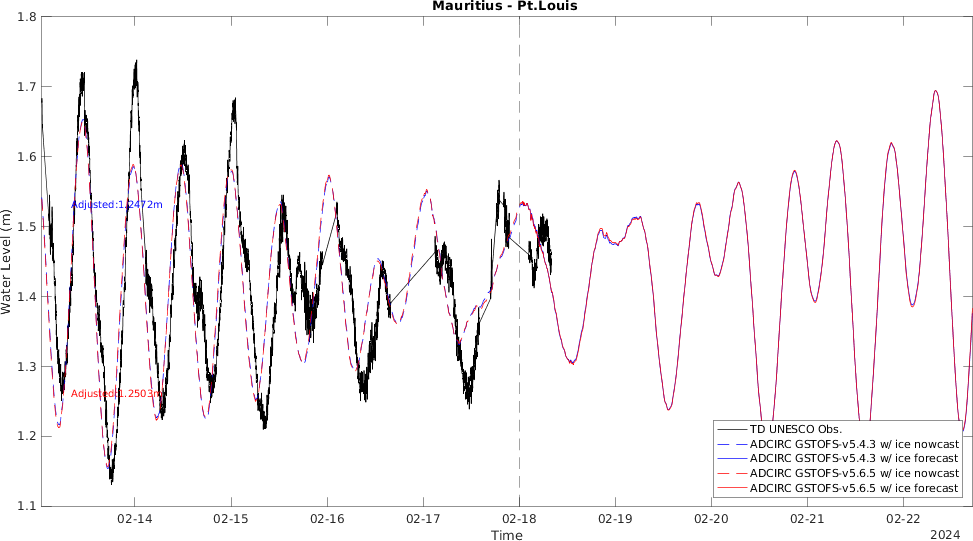 Mauritius - Pt.Louis
1.8
1.7
1.6
1.5
1.4
1.3
1.2
1.1
Water Level (m)
Adjusted:1.2472m
Adjusted:1.2503m
TD UNESCO Obs.
ADCIRC GSTOFS-v5.4.3 w/ ice nowcast
ADCIRC GSTOFS-v5.4.3 w/ ice forecast
ADCIRC GSTOFS-v5.6.5 w/ ice nowcast
ADCIRC GSTOFS-v5.6.5 w/ ice forecast
02-14 02-15 02-16 02-17 02-18 02-19 02-20 02-21 02-22
Time
2024